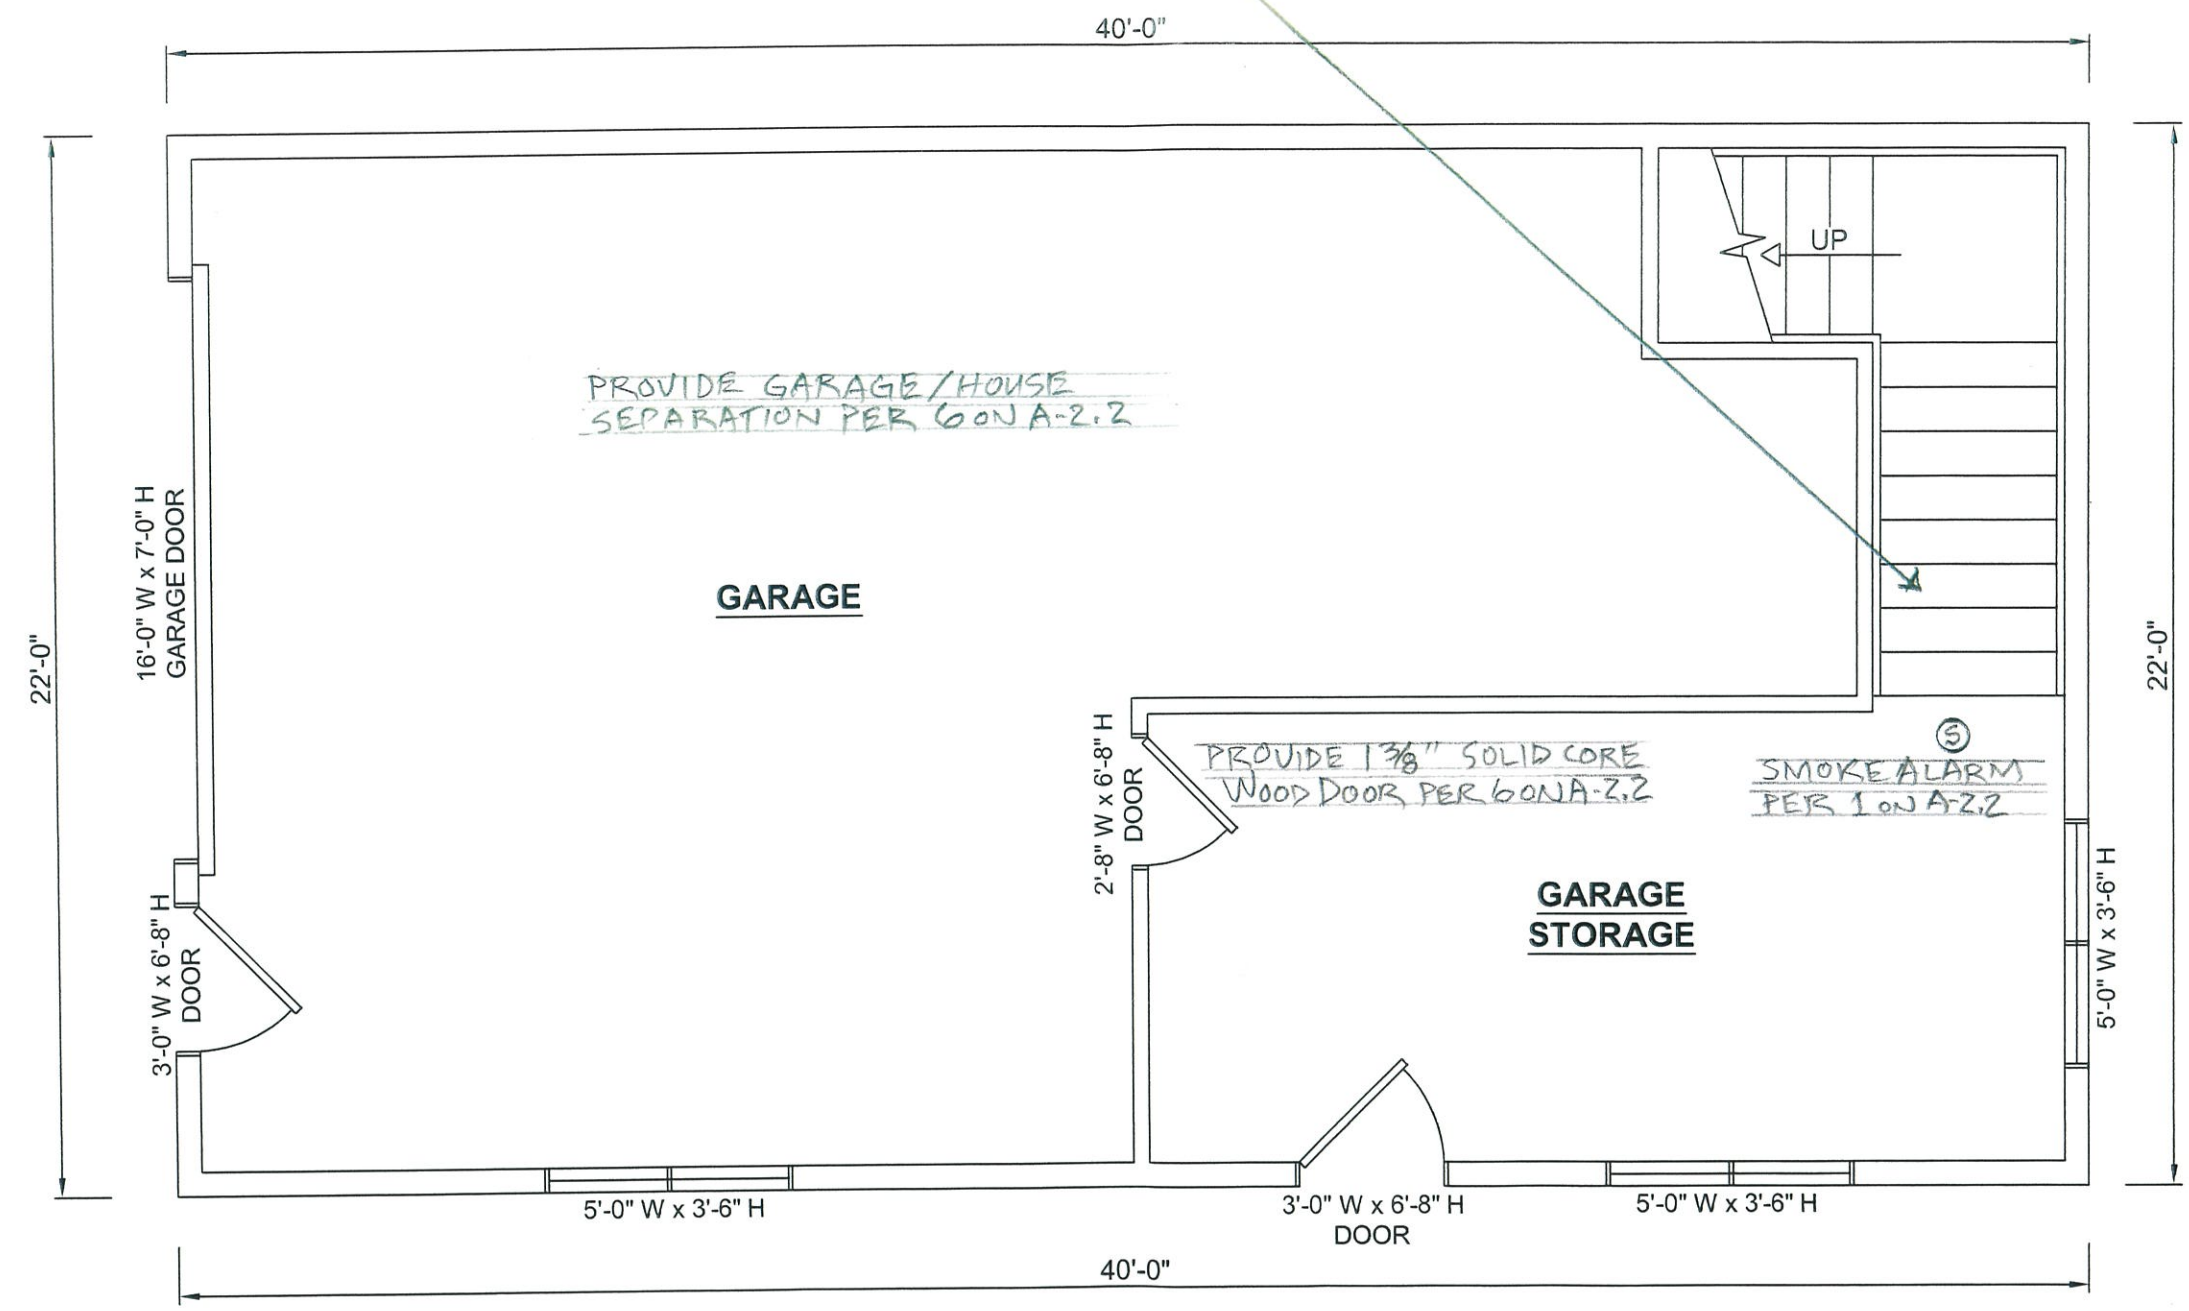 40'-0"
UP
PROVIDE GARAGE/HOUSE
SEPARATION PER 6 ON A-2.2
16'-0" W x 7'-0" H
GARAGE DOOR
GARAGE
22'-0"
22'-0"
2'-8" W x 6'-8" H
DOOR
PROVIDE 1 3/8" SOLID CORE
WOOD DOOR PER 6 ON A-2.2
S
SMOKE ALARM
PER 1 ON A-2.2
GARAGE
STORAGE
3'-0" W x 6'-8" H
DOOR
5'-0" W x 3'-6" H
5'-0" W x 3'-6" H
3'-0" W x 6'-8" H
DOOR
5'-0" W x 3'-6" H
40'-0"